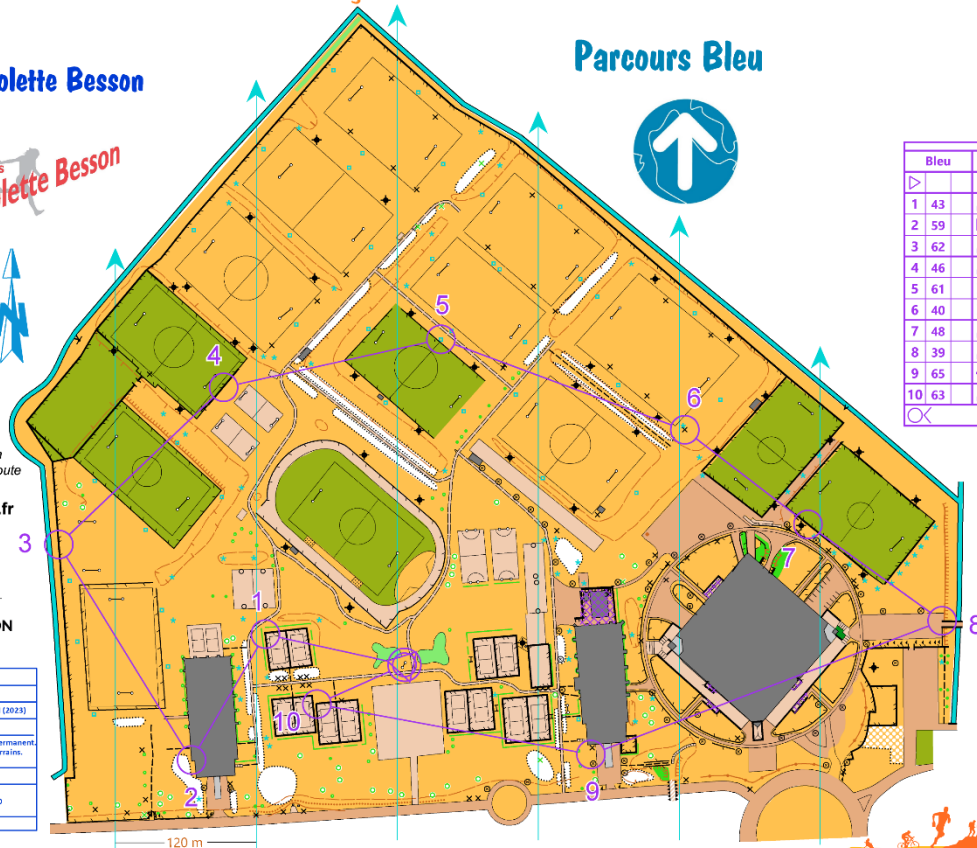 olette Besson
Parcours Bleu
s
olette Besson
N
Bleu
1 43
2 59
3 62
4 46
5 61
6 40
7 48
8 39
9 65
10 63
oute
.fr
ON
(2023)
ermanent.
rrains.
1
2
3
4
5
6
7
8
9
10
120 m